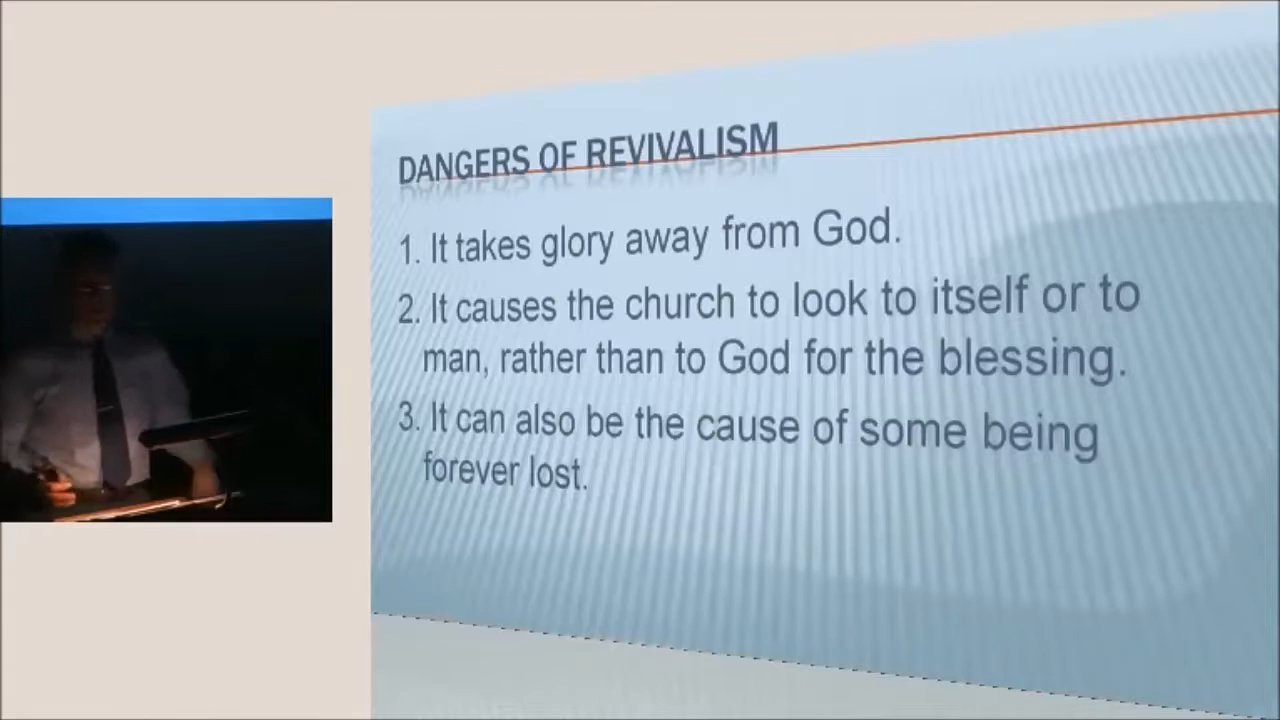 DANGERS OF REVIVALISM
1. It takes glory away from God.
2. It causes the church to look to itself or to
man, rather than to God for the blessing.
3. It can also be the cause of some being
forever lost.